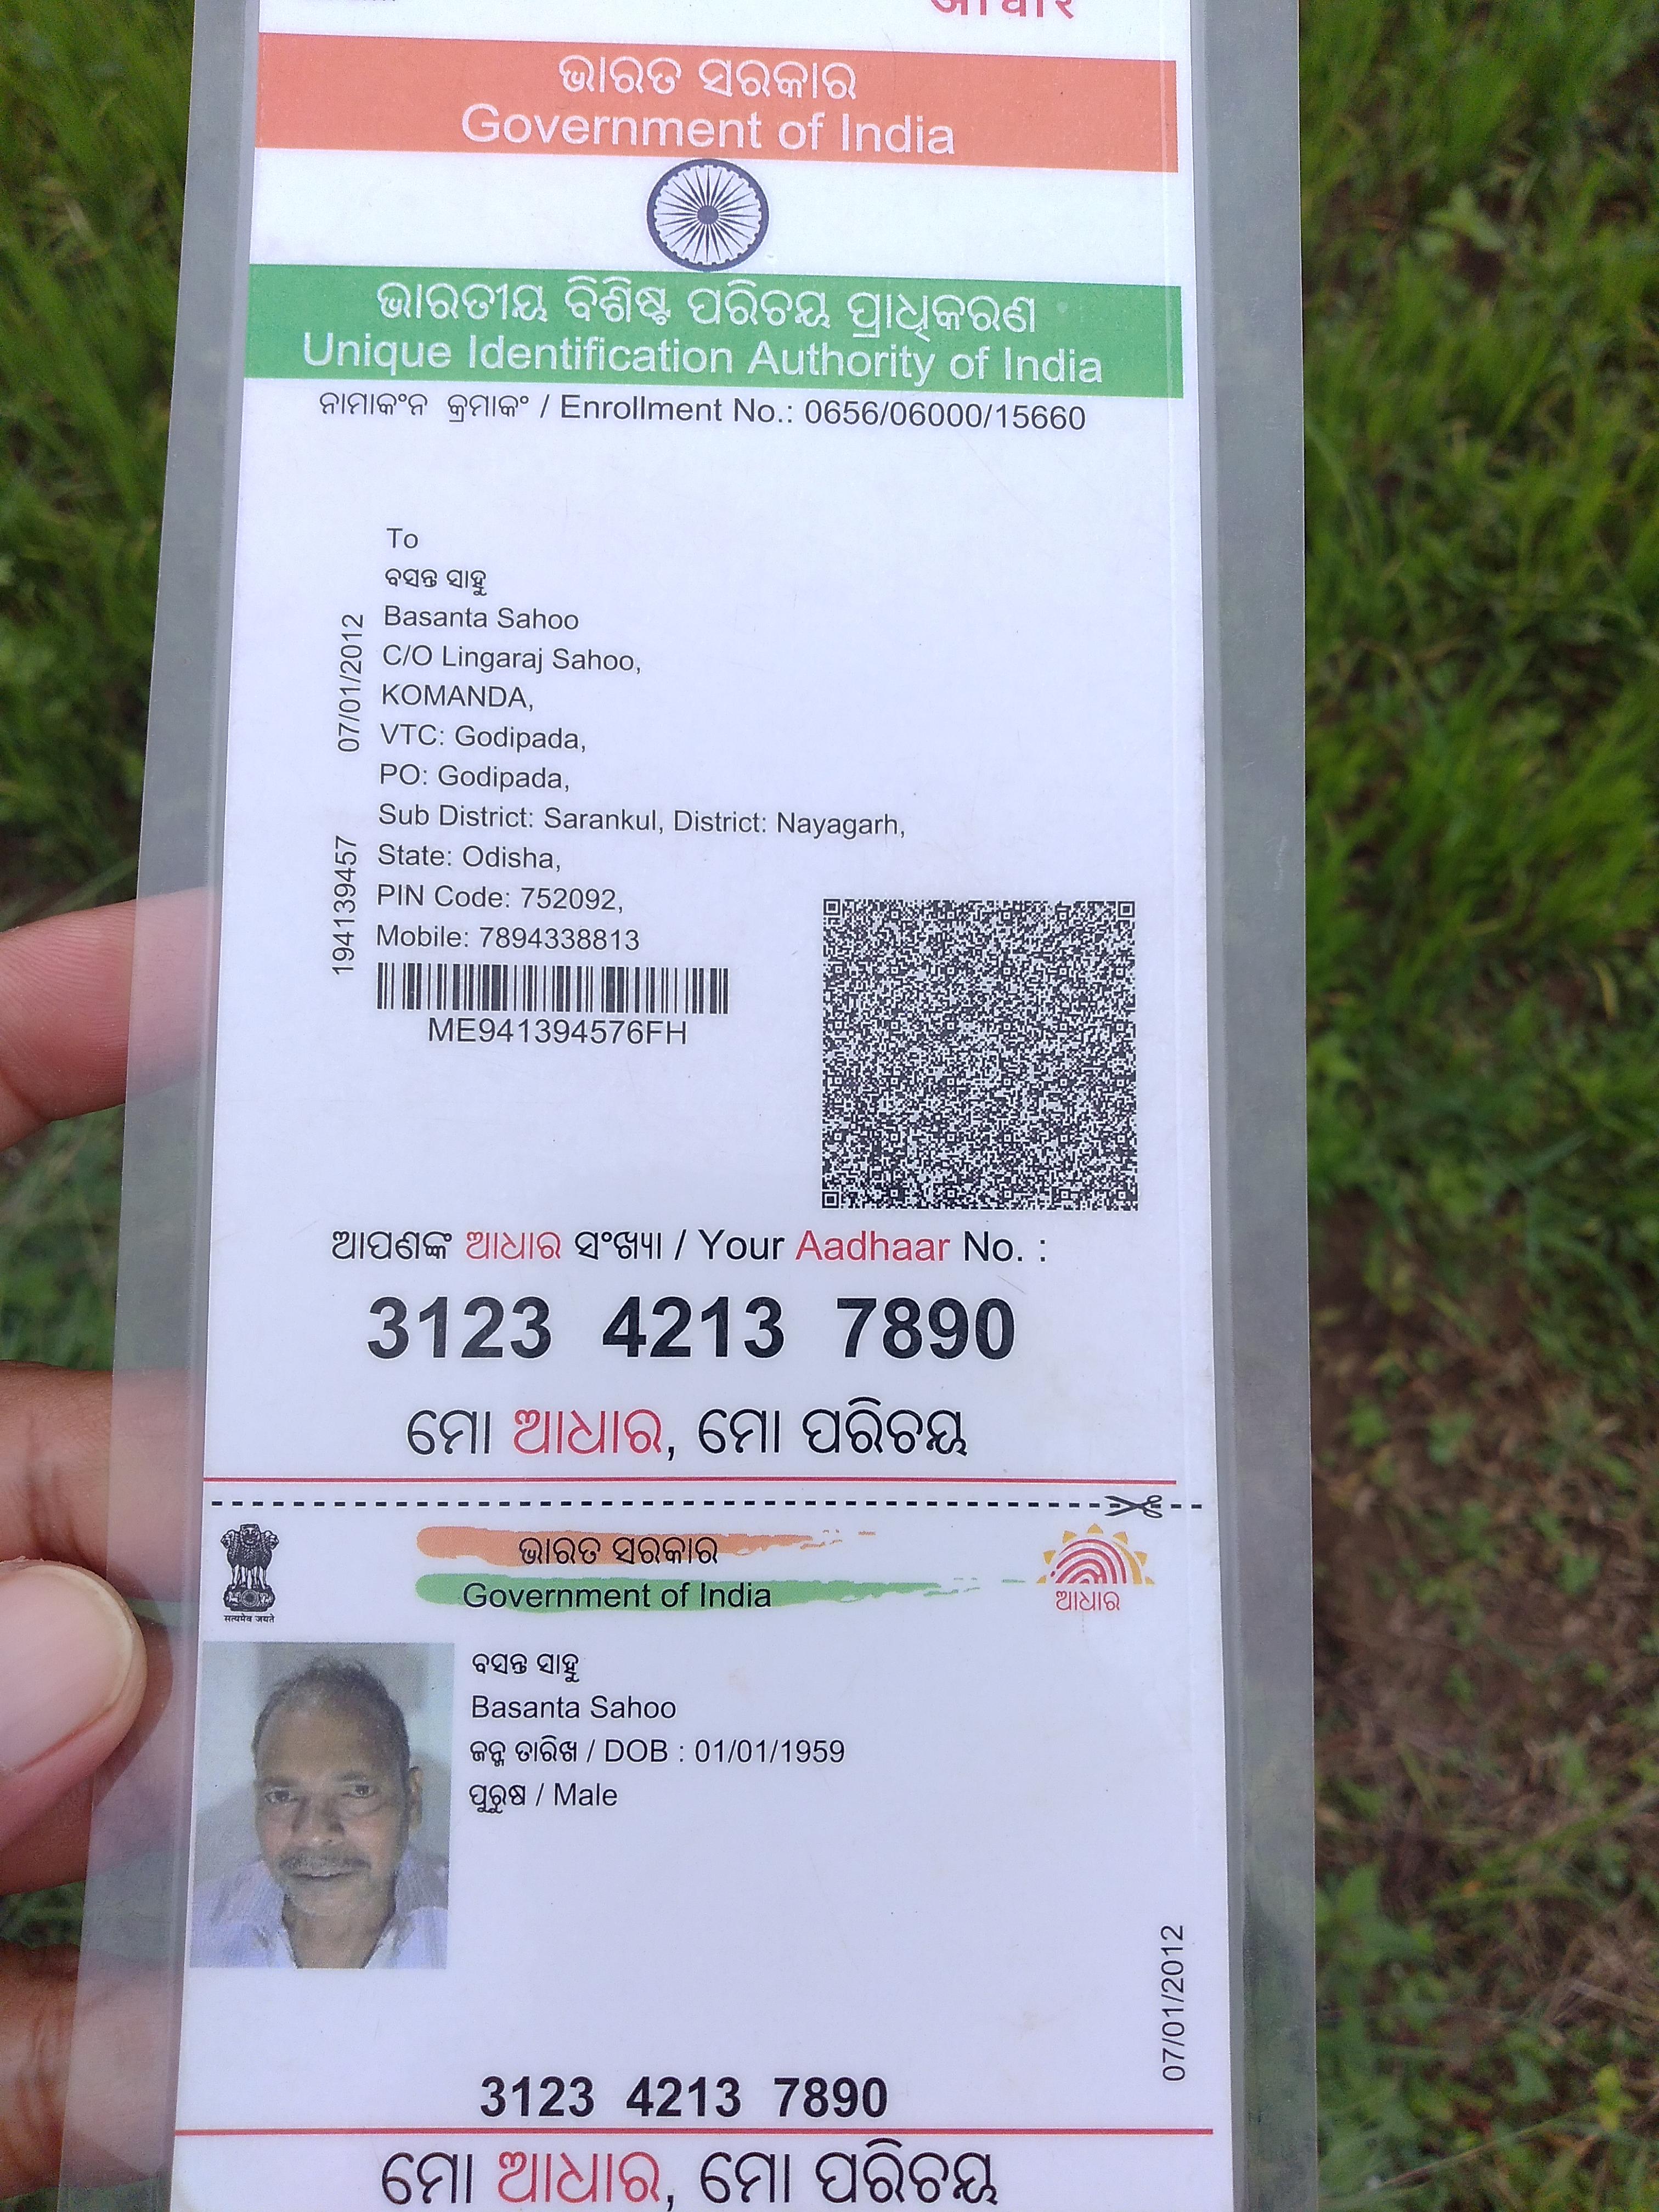 ଭାରତ ସରକାର
Government of India
ଭାରତୀୟ ବିଶିଷ୍ଟ ପରିଚୟ ପ୍ରାଧିକରଣ
Unique Identification Authority of India
ନାମାକଂନ କ୍ରମାକଂ / Enrollment No.: 0656/06000/15660
To
ବସନ୍ତ ସାହୁ
Basanta Sahoo
C/O Lingaraj Sahoo,
KOMANDA,
VTC: Godipada,
PO: Godipada,
Sub District: Sarankul, District: Nayagarh,
State: Odisha,
PIN Code: 752092,
Mobile: 7894338813
07/01/2012
194139457
ME941394576FH
ଆପଣଙ୍କ ଆଧାର ସଂଖ୍ୟା / Your Aadhaar No. :
3123 4213 7890
ମୋ ଆଧାର, ମୋ ପରିଚୟ
सत्यमेव जयते
ଭାରତ ସରକାର
Government of India
ଆଧାର
ବସନ୍ତ ସାହୁ
Basanta Sahoo
ଜନ୍ମ ତାରିଖ / DOB : 01/01/1959
ପୁରୁଷ / Male
07/01/2012
3123 4213 7890
ମୋ ଆଧାର, ମୋ ପରିଚୟ